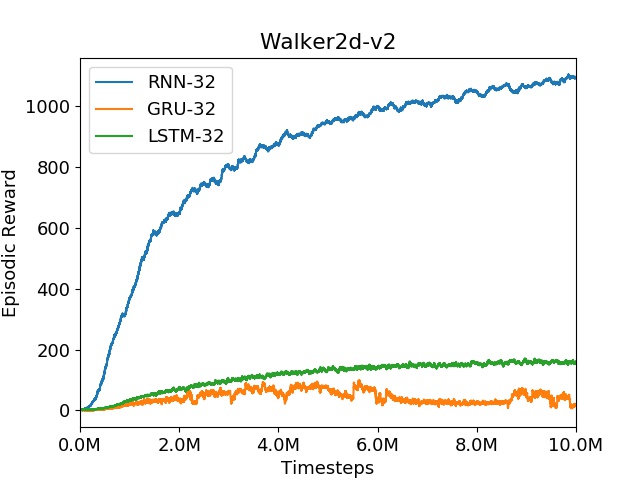 Walker2d-v2
RNN-32
GRU-32
LSTM-32
Episodic Reward
1000
800
600
400
200
0
0.0M 2.0M 4.0M 6.0M 8.0M 10.0M
Timesteps